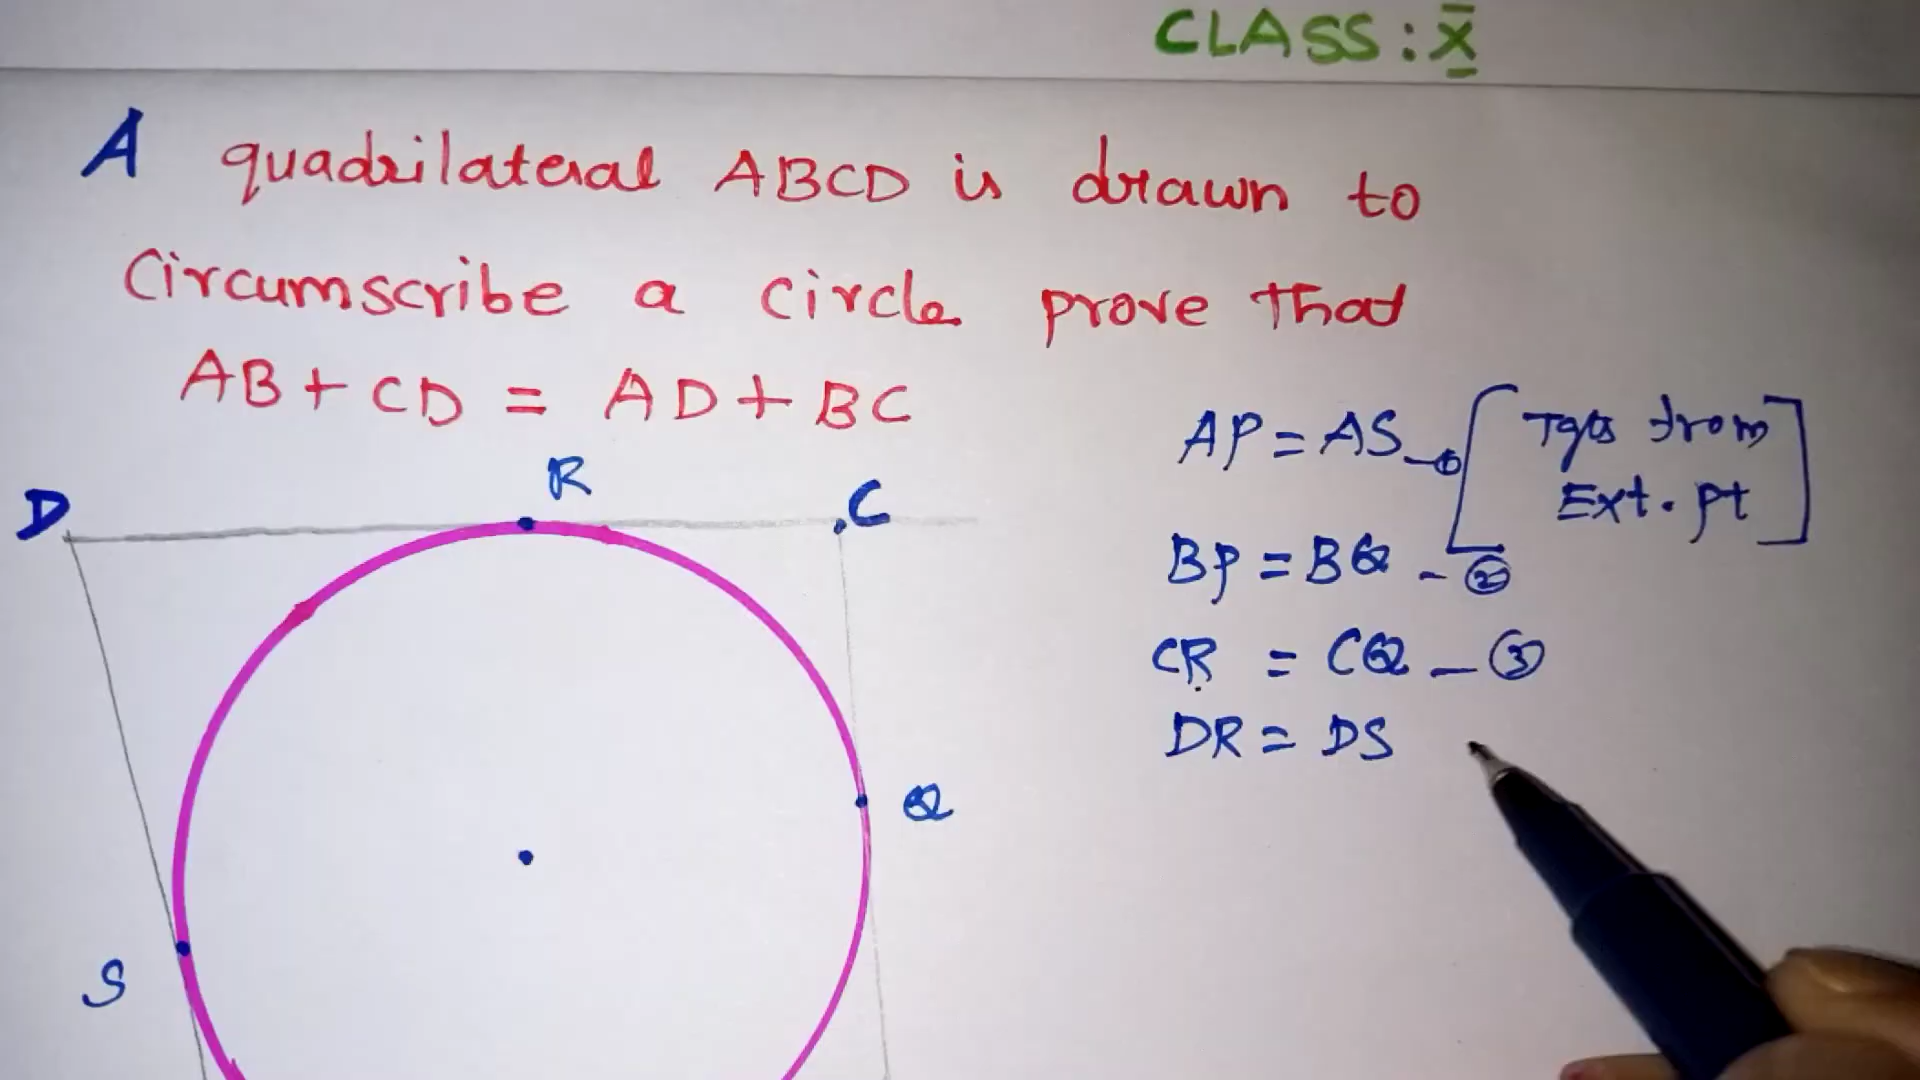 CLASS: X
A quadrilateral ABCD is drawn to
Circumscribe a circle prove that
AB + CD = AD + BC
R
D
C
Q
S
AP = AS - ① [Tgts from
Ext. pt]
BP = BQ - ②
CR = CQ - ③
DR = DS